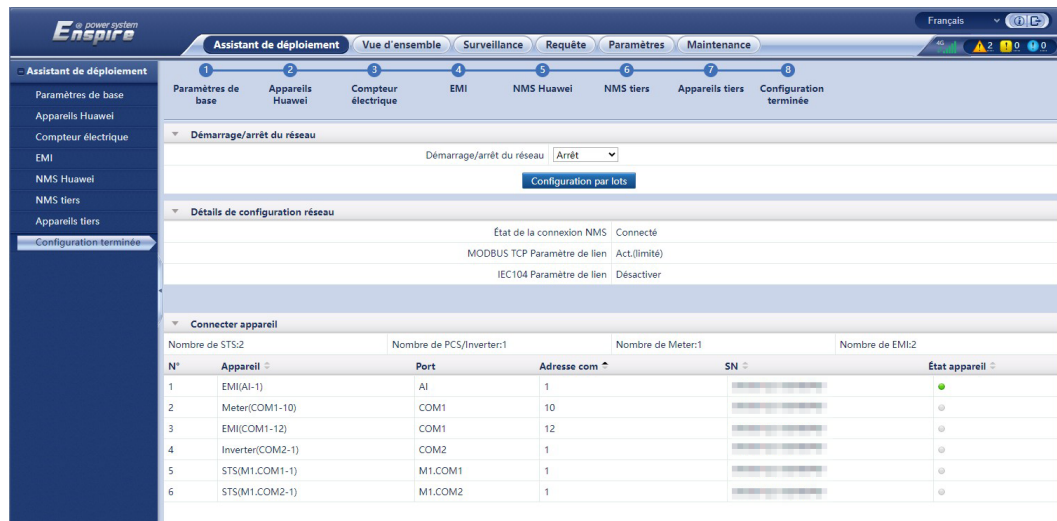 Enspire e power system
Français
Assistant de déploiement Vue d'ensemble Surveillance Requête Paramètres Maintenance
4G 2 0 0
Assistant de déploiement
Paramètres de base
Appareils Huawei
Compteur électrique
EMI
NMS Huawei
NMS tiers
Appareils tiers
Configuration terminée
1 2 3 4 5 6 7 8
Paramètres de base Appareils Huawei Compteur électrique EMI NMS Huawei NMS tiers Appareils tiers Configuration terminée
Démarrage/arrêt du réseau
Démarrage/arrêt du réseau Arrêt
Configuration par lots
Détails de configuration réseau
État de la connexion NMS Connecté
MODBUS TCP Paramètre de lien Act.(limité)
IEC104 Paramètre de lien Désactiver
Connecter appareil
Nombre de STS:2 Nombre de PCS/Inverter:1 Nombre de Meter:1 Nombre de EMI:2
N° Appareil Port Adresse com SN État appareil
1 EMI(AI-1) AI 1
2 Meter(COM1-10) COM1 10
3 EMI(COM1-12) COM1 12
4 Inverter(COM2-1) COM2 1
5 STS(M1.COM1-1) M1.COM1 1
6 STS(M1.COM2-1) M1.COM2 1